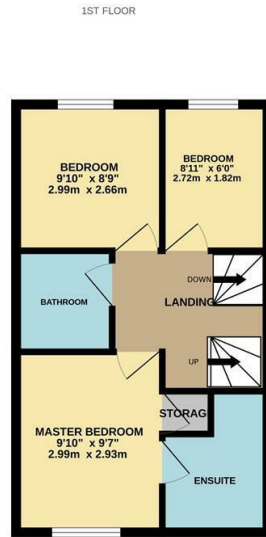 1ST FLOOR
BEDROOM
9'10" x 8'9"
2.99m x 2.66m
BEDROOM
8'11" x 6'0"
2.72m x 1.82m
DOWN
BATHROOM
LANDING
UP
STORAG
MASTER BEDROOM
9'10" x 9'7"
2.99m x 2.93m
ENSUITE